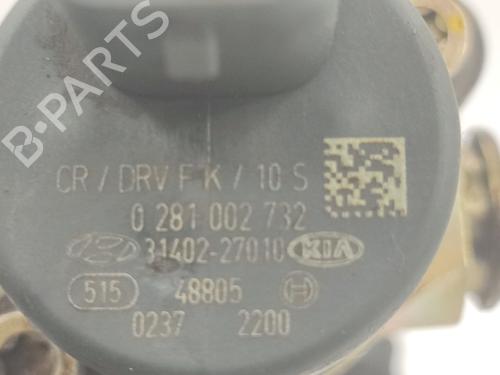 B-PARTS
CR / DRV F K / 10 S
0 281 002 732
31402-27010 KIA
515 48805
0237 2200